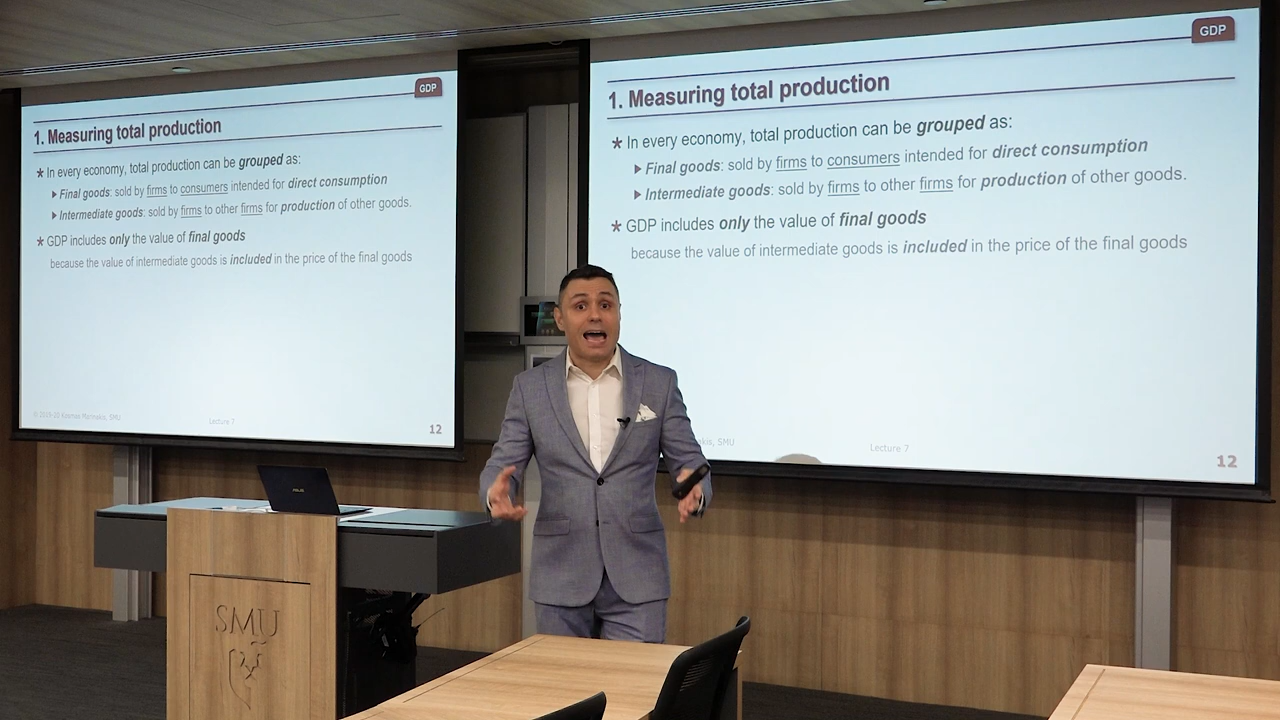 GDP
1. Measuring total production
* In every economy, total production can be grouped as:
▸ Final goods: sold by firms to consumers intended for direct consumption
▸ Intermediate goods: sold by firms to other firms for production of other goods.
* GDP includes only the value of final goods
because the value of intermediate goods is included in the price of the final goods
Lecture 7
12
GDP
1. Measuring total production
* In every economy, total production can be grouped as:
▸ Final goods: sold by firms to consumers intended for direct consumption
▸ Intermediate goods: sold by firms to other firms for production of other goods.
* GDP includes only the value of final goods
because the value of intermediate goods is included in the price of the final goods
SMU
Lecture 7
12
ASUS
SMU